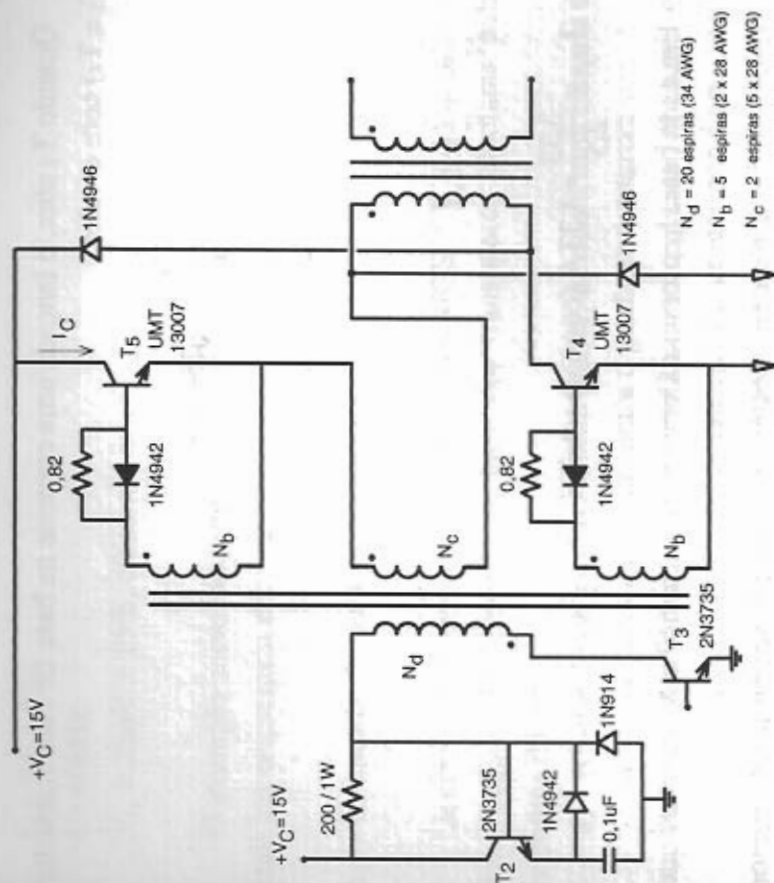 +V_C=15V
I_C
1N4946
0,82
T_5
UMT
13007
1N4942
N_b
N_c
0,82
T_4
UMT
13007
1N4942
N_b
1N4946
+V_C=15V
200 / 1W
N_d
T_2
2N3735
1N4942
1N914
0,1uF
T_3
2N3735
N_d = 20 espiras (34 AWG)
N_b = 5 espiras (2 x 28 AWG)
N_c = 2 espiras (5 x 28 AWG)